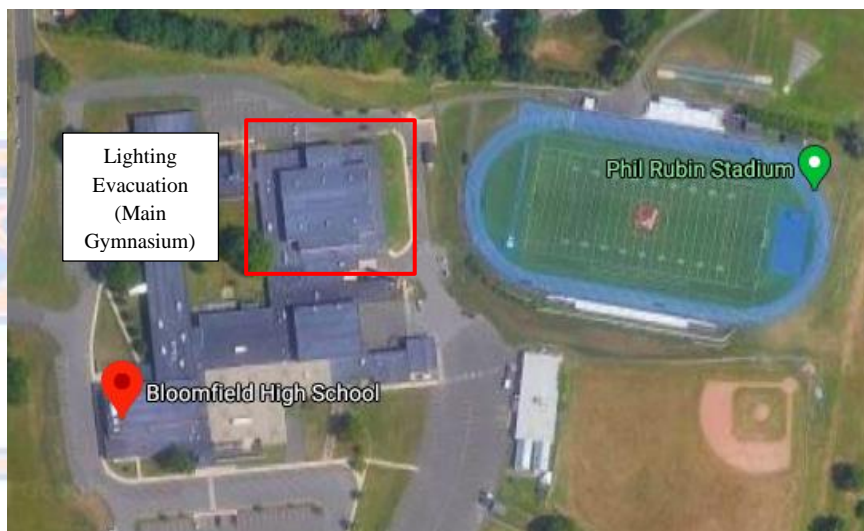 Lighting
Evacuation
(Main
Gymnasium)
Phil Rubin Stadium
Bloomfield High School